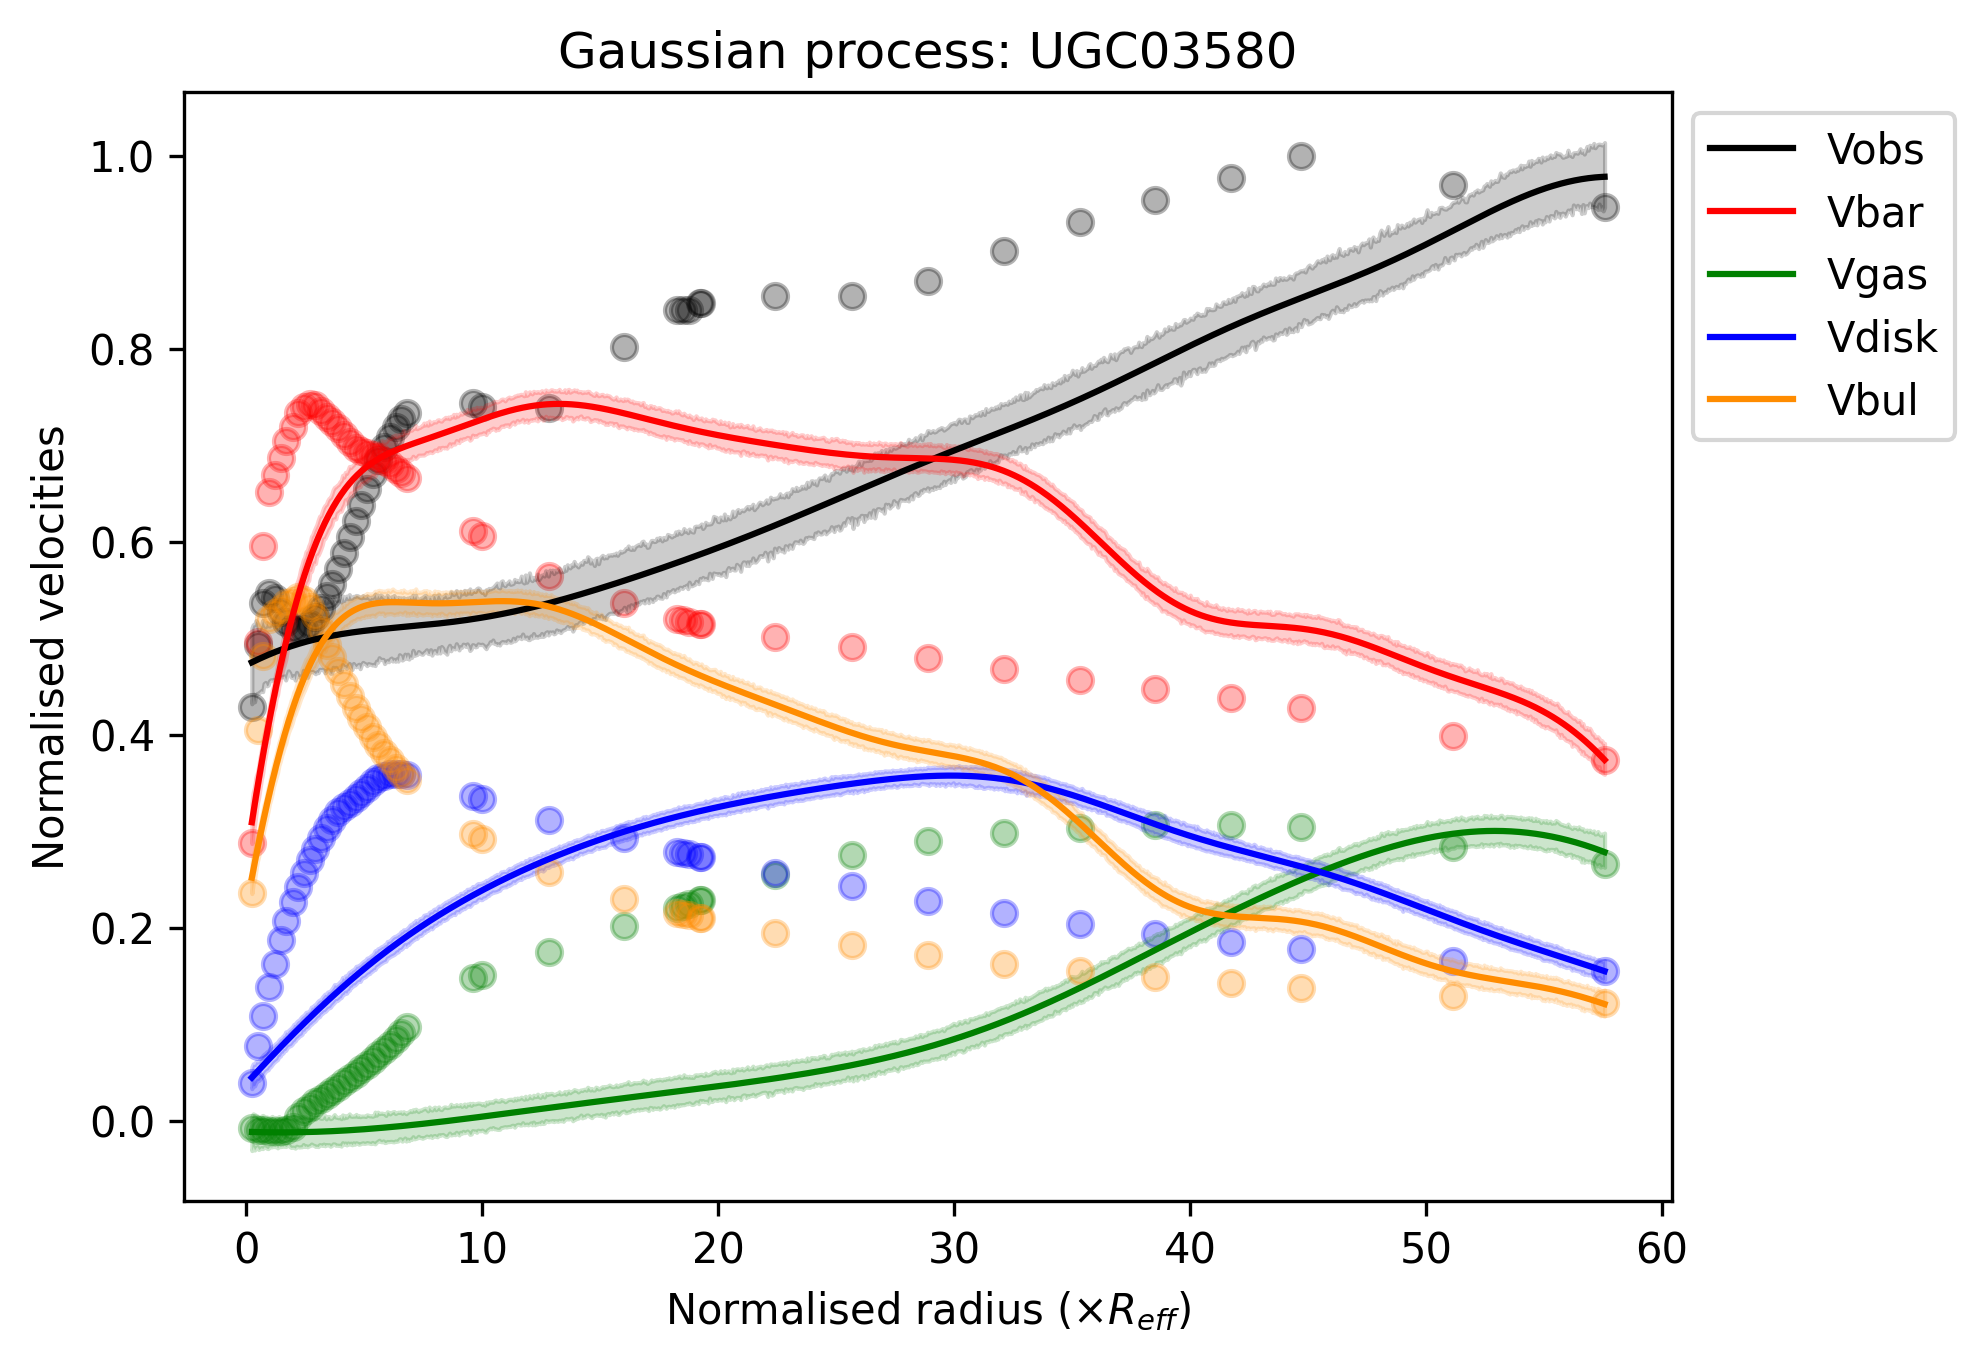 Gaussian process: UGC03580
1.0
0.8
0.6
0.4
0.2
0.0
Normalised velocities
0 10 20 30 40 50 60
Normalised radius (×R_eff)
Vobs
Vbar
Vgas
Vdisk
Vbul